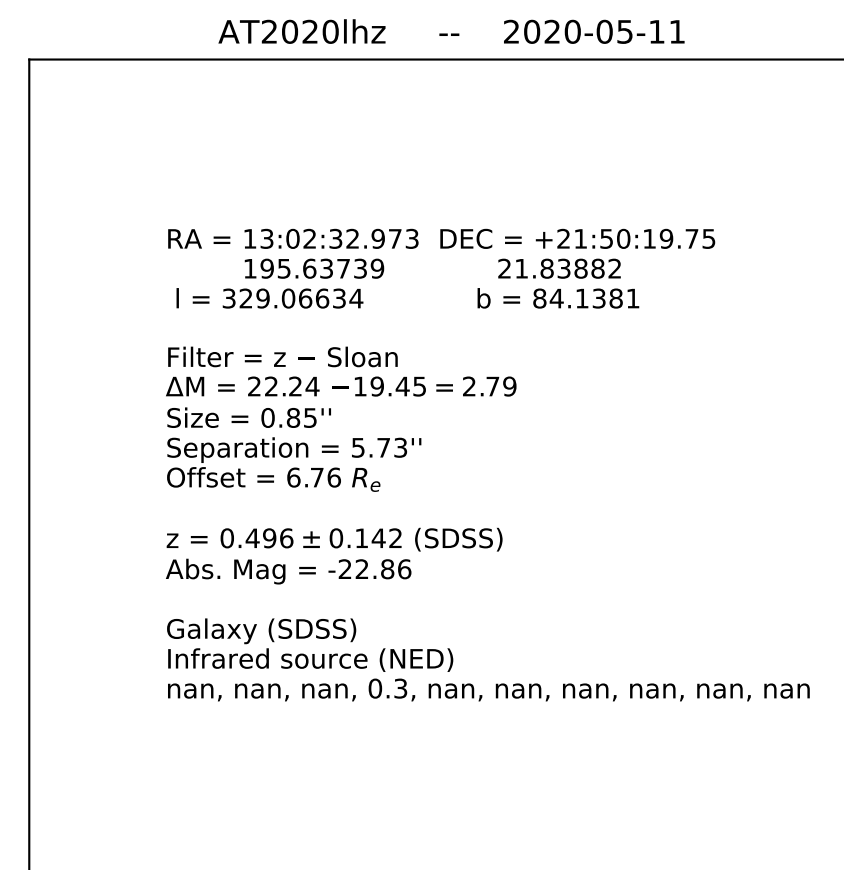 AT2020lhz -- 2020-05-11
RA = 13:02:32.973 DEC = +21:50:19.75
195.63739 21.83882
l = 329.06634 b = 84.1381
Filter = z − Sloan
ΔM = 22.24 −19.45 = 2.79
Size = 0.85''
Separation = 5.73''
Offset = 6.76 Rₑ
z = 0.496 ± 0.142 (SDSS)
Abs. Mag = -22.86
Galaxy (SDSS)
Infrared source (NED)
nan, nan, nan, 0.3, nan, nan, nan, nan, nan, nan